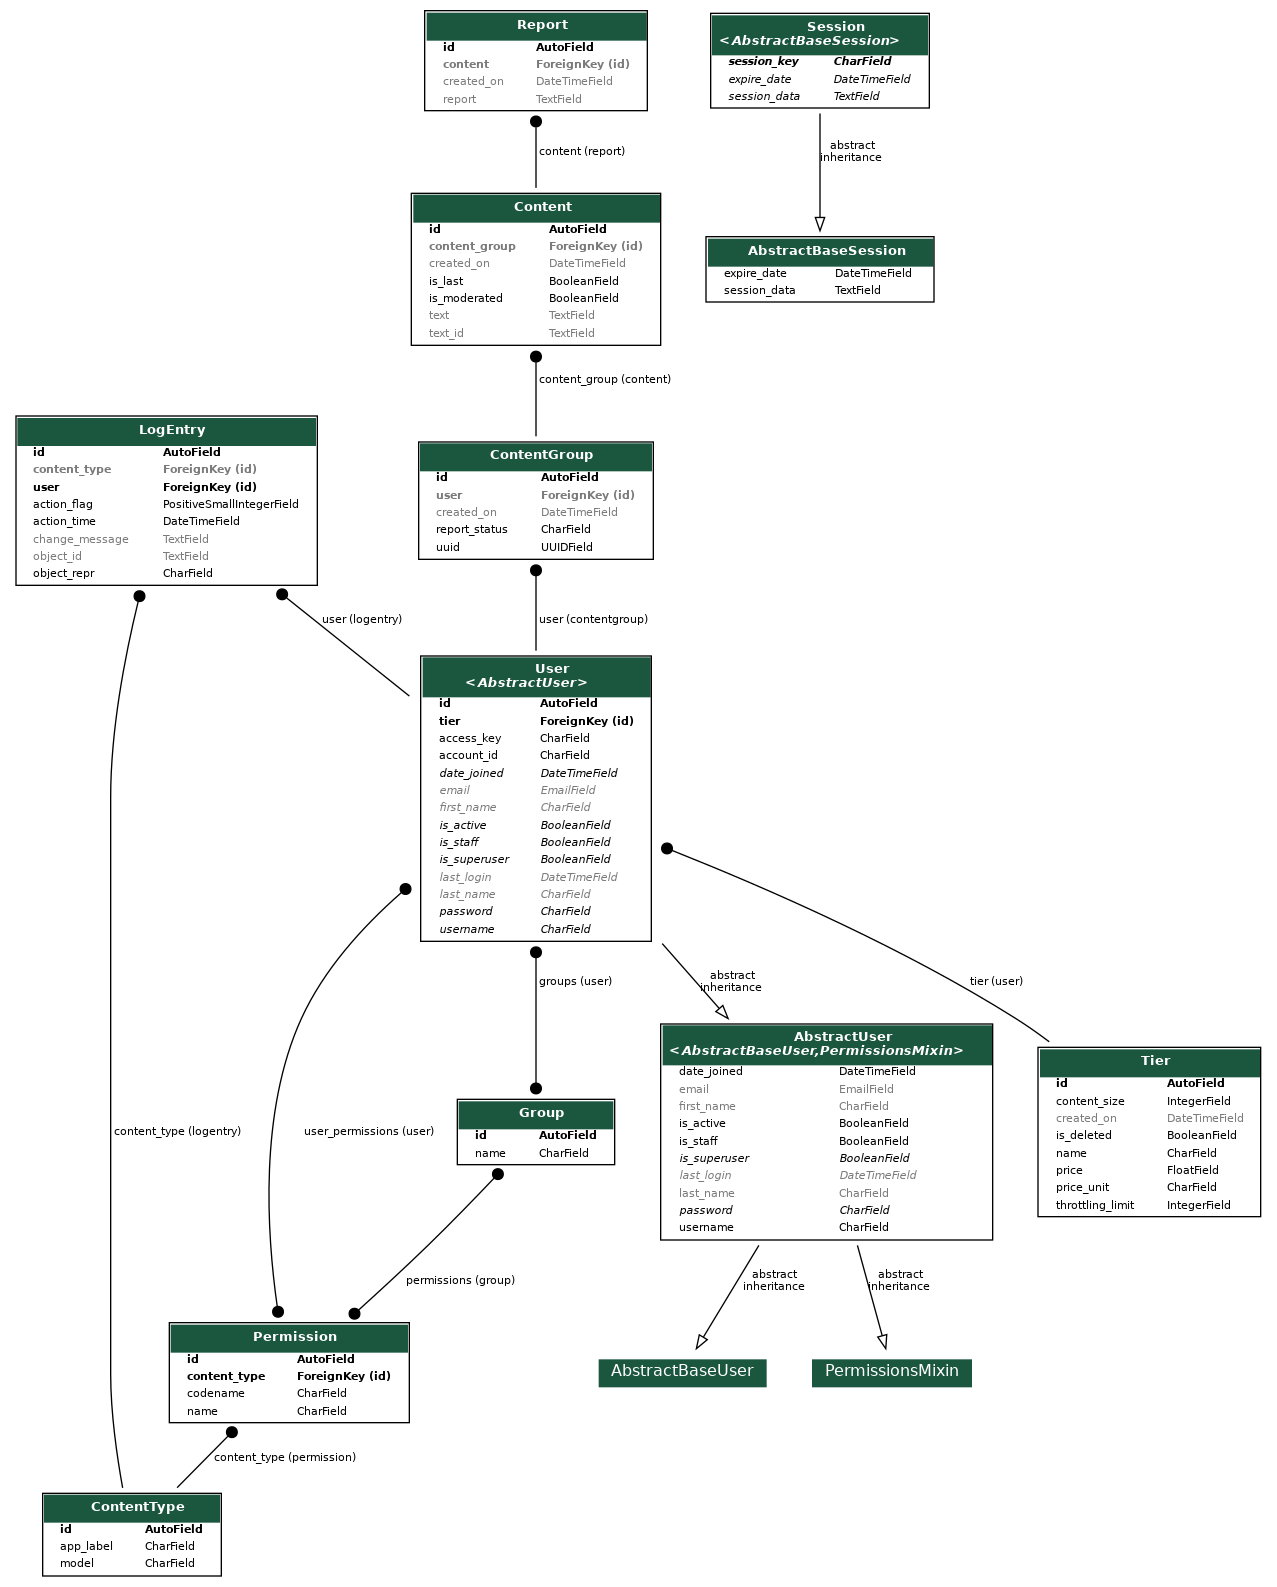 Report
id AutoField
content ForeignKey (id)
created_on DateTimeField
report TextField
Session
<AbstractBaseSession>
session_key CharField
expire_date DateTimeField
session_data TextField
content (report)
abstract
inheritance
Content
id AutoField
content_group ForeignKey (id)
created_on DateTimeField
is_last BooleanField
is_moderated BooleanField
text TextField
text_id TextField
AbstractBaseSession
expire_date DateTimeField
session_data TextField
content_group (content)
LogEntry
id AutoField
content_type ForeignKey (id)
user ForeignKey (id)
action_flag PositiveSmallIntegerField
action_time DateTimeField
change_message TextField
object_id TextField
object_repr CharField
ContentGroup
id AutoField
user ForeignKey (id)
created_on DateTimeField
report_status CharField
uuid UUIDField
user (logentry)
user (contentgroup)
User
<AbstractUser>
id AutoField
tier ForeignKey (id)
access_key CharField
account_id CharField
date_joined DateTimeField
email EmailField
first_name CharField
is_active BooleanField
is_staff BooleanField
is_superuser BooleanField
last_login DateTimeField
last_name CharField
password CharField
username CharField
groups (user)
abstract
inheritance
tier (user)
AbstractUser
<AbstractBaseUser,PermissionsMixin>
date_joined DateTimeField
email EmailField
first_name CharField
is_active BooleanField
is_staff BooleanField
is_superuser BooleanField
last_login DateTimeField
last_name CharField
password CharField
username CharField
Tier
id AutoField
content_size IntegerField
created_on DateTimeField
is_deleted BooleanField
name CharField
price FloatField
price_unit CharField
throttling_limit IntegerField
content_type (logentry)
user_permissions (user)
Group
id AutoField
name CharField
permissions (group)
abstract
inheritance
abstract
inheritance
Permission
id AutoField
content_type ForeignKey (id)
codename CharField
name CharField
AbstractBaseUser
PermissionsMixin
content_type (permission)
ContentType
id AutoField
app_label CharField
model CharField